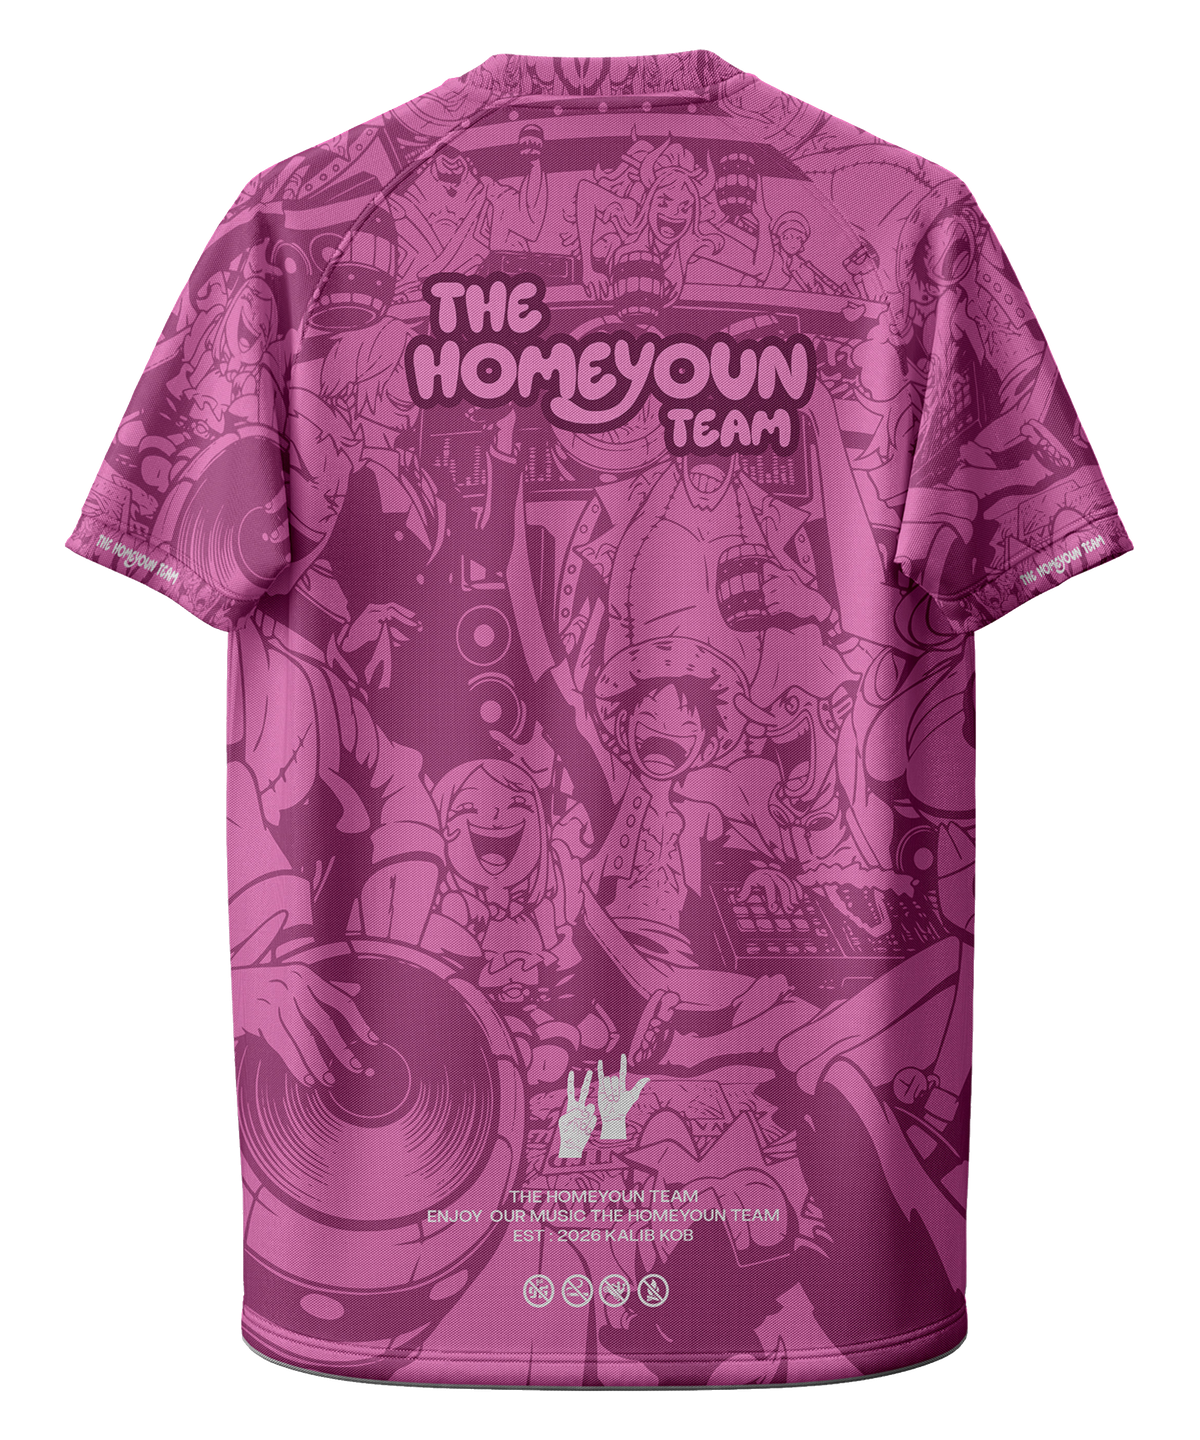 THE
HOMEYOUN
TEAM
THE HOMEYOUN TEAM
THE HOMEYOUN TEAM
THE HOMEYOUN TEAM
ENJOY OUR MUSIC THE HOMEYOUN TEAM
EST : 2026 KALIB KOB